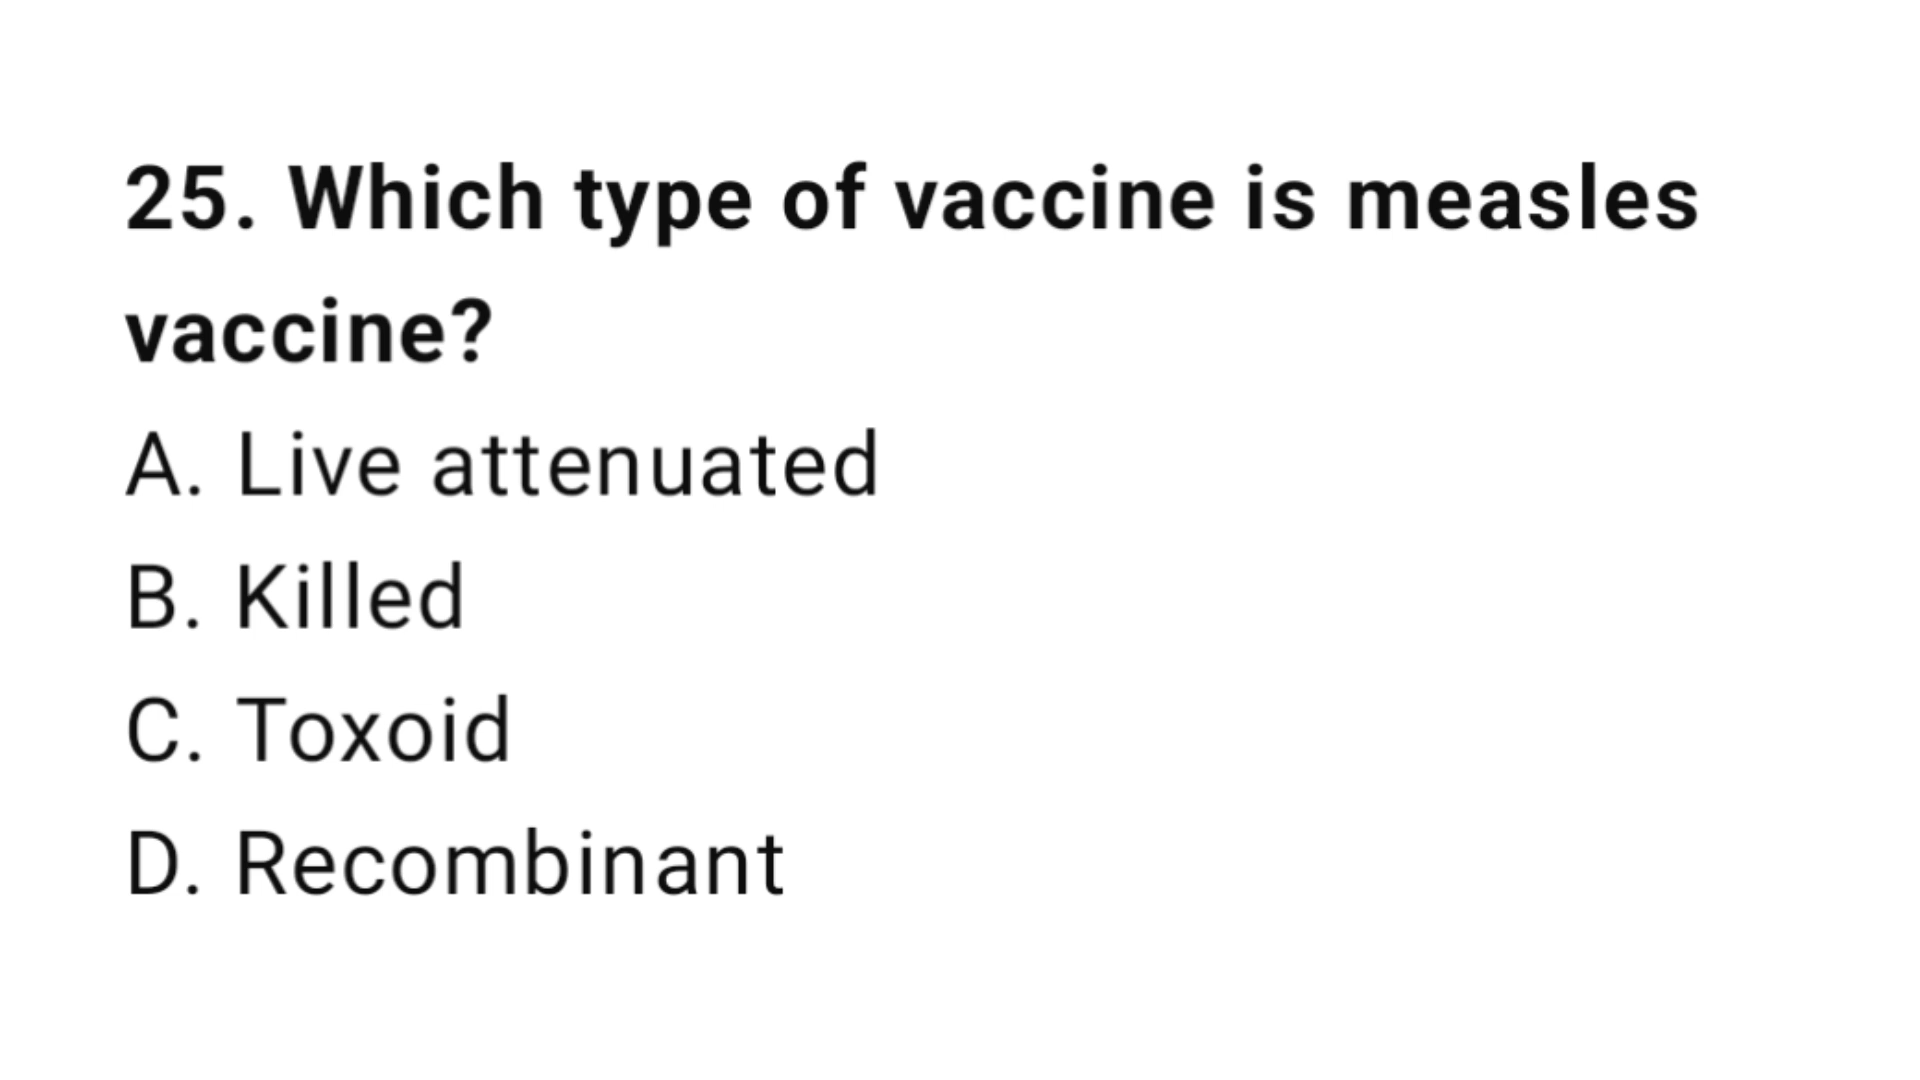 25. Which type of vaccine is measles
vaccine?
A. Live attenuated
B. Killed
C. Toxoid
D. Recombinant